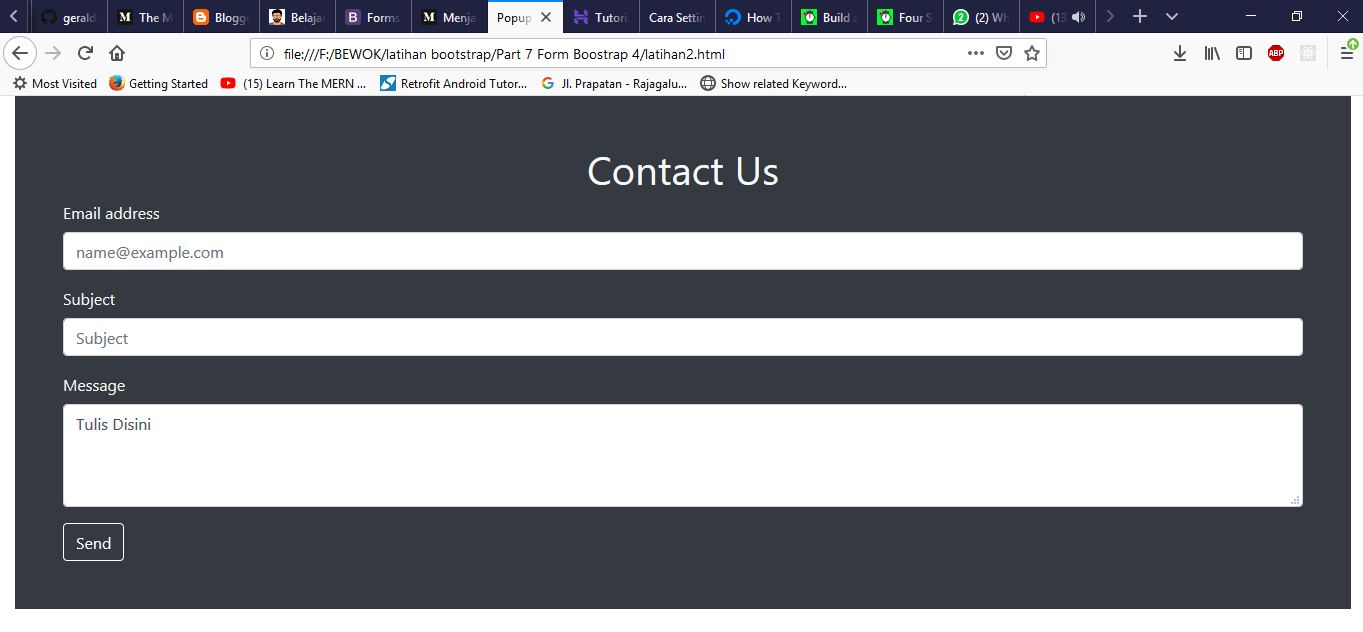 gerald The M Blogg Belajar Forms Menja Popup Tutori Cara Settin How T Build a Four S (2) Wh (13
file:///F:/BEWOK/latihan bootstrap/Part 7 Form Boostrap 4/latihan2.html ABP
Most Visited Getting Started (15) Learn The MERN ... Retrofit Android Tutor... Jl. Prapatan - Rajagalu... Show related Keyword...
Contact Us
Email address
name@example.com
Subject
Subject
Message
Tulis Disini
Send